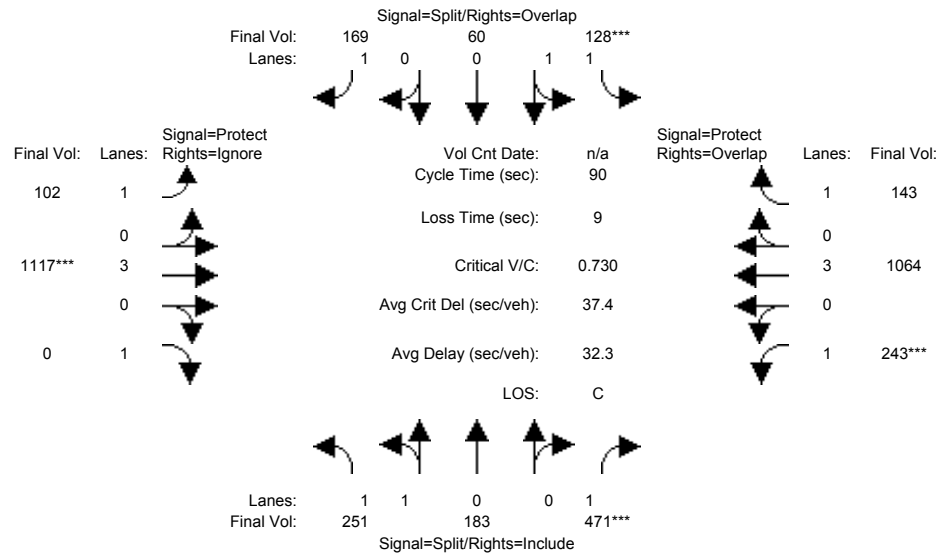 Signal=Split/Rights=Overlap
Final Vol: 169 60 128***
Lanes: 1 0 0 1 1
Signal=Protect Signal=Protect
Final Vol: Lanes: Rights=Ignore Vol Cnt Date: n/a Rights=Overlap Lanes: Final Vol:
Cycle Time (sec): 90
102 1 1 143
Loss Time (sec): 9
0 0
1117*** 3 Critical V/C: 0.730 3 1064
0 Avg Crit Del (sec/veh): 37.4 0
0 1 Avg Delay (sec/veh): 32.3 1 243***
LOS: C
Lanes: 1 1 0 0 1
Final Vol: 251 183 471***
Signal=Split/Rights=Include